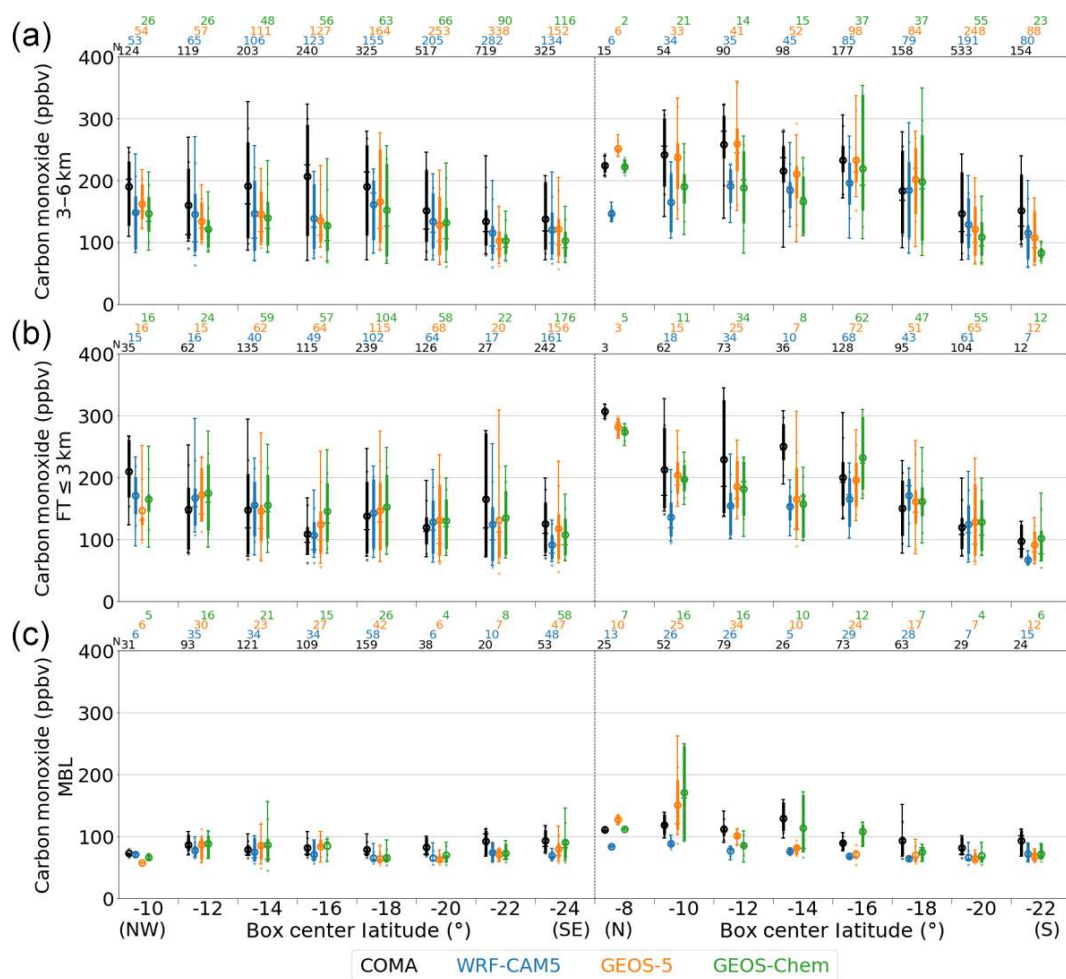 26 26 48 56 63 66 90 116 2 21 14 15 37 37 55 23
54 57 111 127 164 253 338 152 6 33 41 52 98 84 248 88
53 65 106 123 155 205 282 134 6 34 35 45 85 79 191 80
(a) N 124 119 203 240 325 517 719 325 15 54 90 98 177 158 533 154
400
300
200
100
0
Carbon monoxide (ppbv)
3–6 km
16 24 59 57 104 58 22 176 5 11 34 8 62 47 55 12
16 15 62 64 115 68 20 156 3 15 25 7 72 51 65 12
15 16 40 49 102 64 17 161 18 34 10 68 43 61 7
(b) N 35 62 135 115 239 126 27 242 3 62 73 36 128 95 104 12
400
300
200
100
0
Carbon monoxide (ppbv)
FT ≤ 3 km
5 16 21 15 26 4 8 58 7 16 16 10 12 17 4 6
6 30 23 27 42 6 7 47 10 25 34 10 24 17 7 12
6 35 34 34 58 6 10 48 13 26 26 5 29 28 7 15
(c) N 31 93 121 109 159 38 20 53 25 52 79 25 73 63 29 24
400
300
200
100
0
Carbon monoxide (ppbv)
MBL
-10 -12 -14 -16 -18 -20 -22 -24 -8 -10 -12 -14 -16 -18 -20 -22
(NW) Box center latitude (°) (SE) (N) Box center latitude (°) (S)
COMA WRF-CAM5 GEOS-5 GEOS-Chem